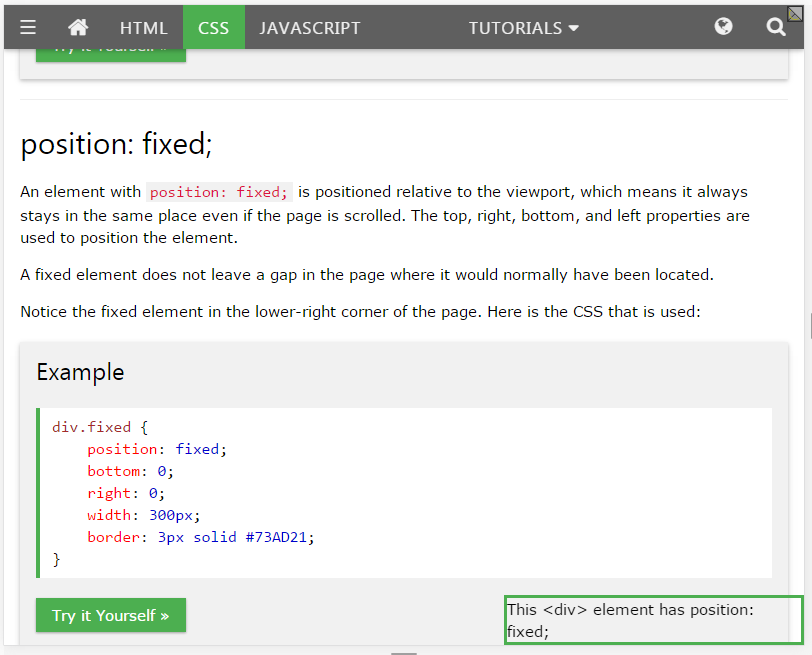 HTML CSS JAVASCRIPT TUTORIALS
Try it Yourself »
position: fixed;
An element with position: fixed; is positioned relative to the viewport, which means it always
stays in the same place even if the page is scrolled. The top, right, bottom, and left properties are
used to position the element.
A fixed element does not leave a gap in the page where it would normally have been located.
Notice the fixed element in the lower-right corner of the page. Here is the CSS that is used:
Example
div.fixed {
    position: fixed;
    bottom: 0;
    right: 0;
    width: 300px;
    border: 3px solid #73AD21;
}
Try it Yourself »
This <div> element has position:
fixed;